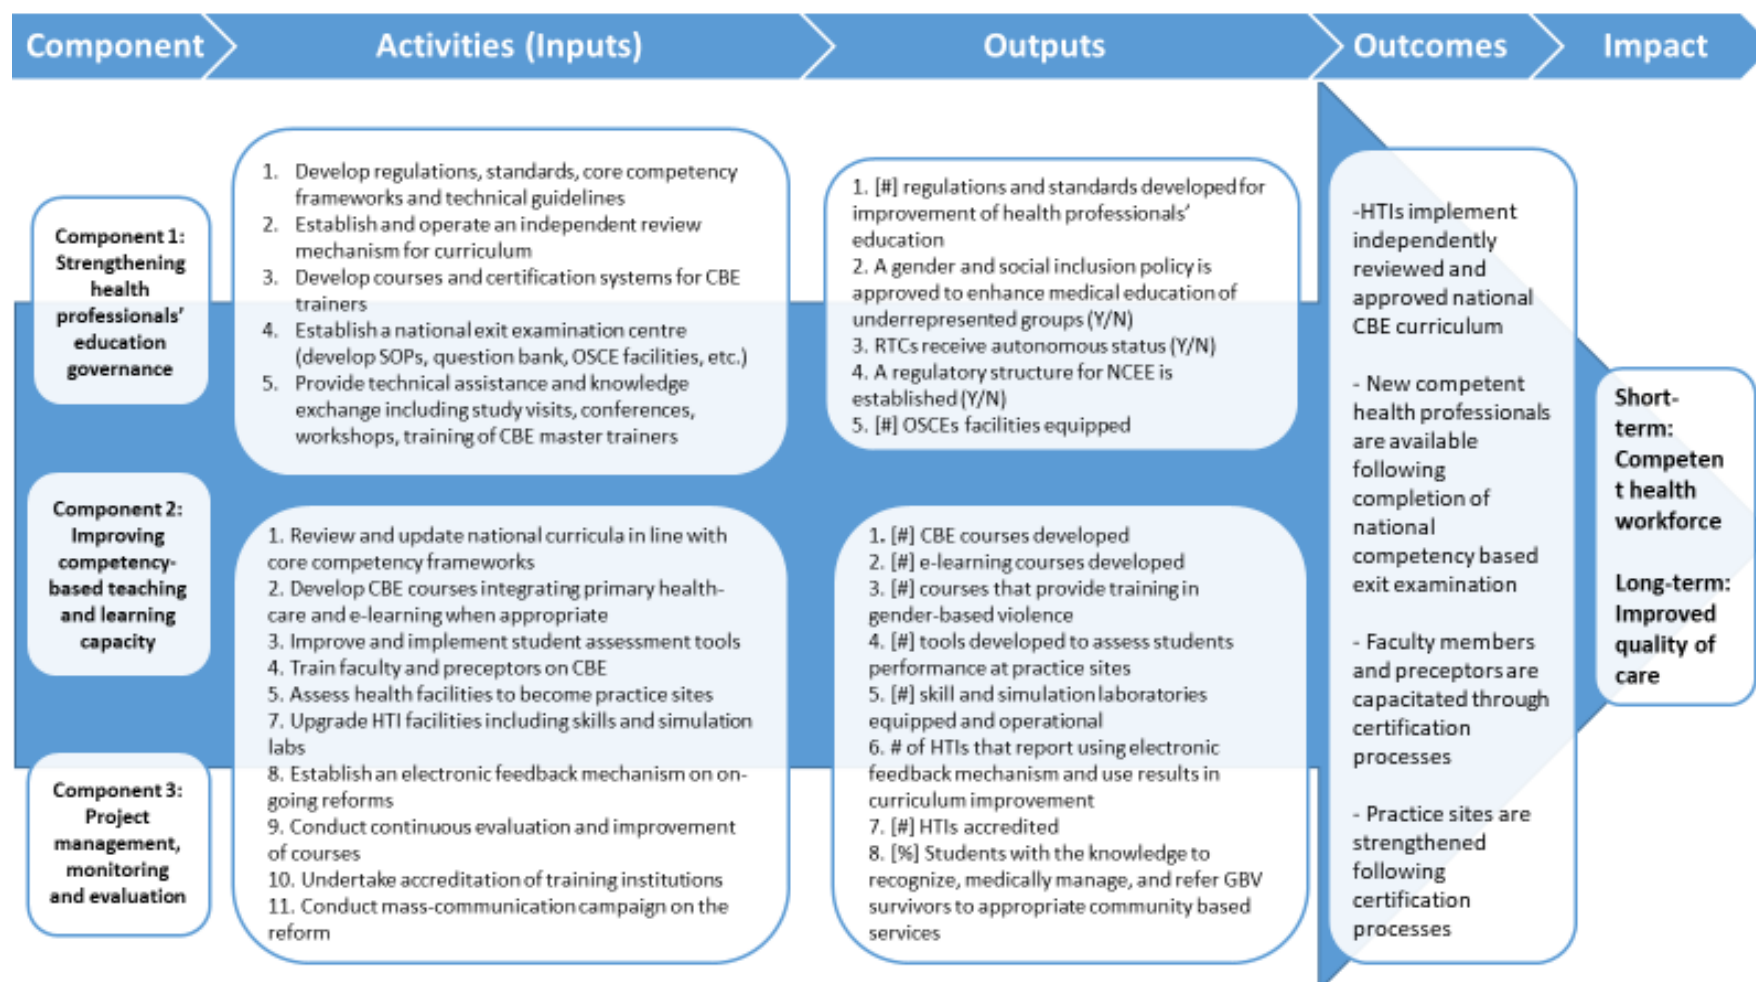 Component
Activities (Inputs)
Outputs
Outcomes
Impact
Component 1:
Strengthening
health
professionals'
education
governance
1. Develop regulations, standards, core competency
frameworks and technical guidelines
2. Establish and operate an independent review
mechanism for curriculum
3. Develop courses and certification systems for CBE
trainers
4. Establish a national exit examination centre
(develop SOPs, question bank, OSCE facilities, etc.)
5. Provide technical assistance and knowledge
exchange including study visits, conferences,
workshops, training of CBE master trainers
1. [#] regulations and standards developed for
improvement of health professionals'
education
2. A gender and social inclusion policy is
approved to enhance medical education of
underrepresented groups (Y/N)
3. RTCs receive autonomous status (Y/N)
4. A regulatory structure for NCEE is
established (Y/N)
5. [#] OSCEs facilities equipped
Component 2:
Improving
competency-
based teaching
and learning
capacity
1. Review and update national curricula in line with
core competency frameworks
2. Develop CBE courses integrating primary health-
care and e-learning when appropriate
3. Improve and implement student assessment tools
4. Train faculty and preceptors on CBE
5. Assess health facilities to become practice sites
7. Upgrade HTI facilities including skills and simulation
labs
8. Establish an electronic feedback mechanism on on-
going reforms
9. Conduct continuous evaluation and improvement
of courses
10. Undertake accreditation of training institutions
11. Conduct mass-communication campaign on the
reform
1. [#] CBE courses developed
2. [#] e-learning courses developed
3. [#] courses that provide training in
gender-based violence
4. [#] tools developed to assess students
performance at practice sites
5. [#] skill and simulation laboratories
equipped and operational
6. # of HTIs that report using electronic
feedback mechanism and use results in
curriculum improvement
7. [#] HTIs accredited
8. [%] Students with the knowledge to
recognize, medically manage, and refer GBV
survivors to appropriate community based
services
Component 3:
Project
management,
monitoring
and evaluation
-HTIs implement
independently
reviewed and
approved national
CBE curriculum
- New competent
health professionals
are available
following
completion of
national
competency based
exit examination
- Faculty members
and preceptors are
capacitated through
certification
processes
- Practice sites are
strengthened
following
certification
processes
Short-
term:
Competen
t health
workforce
Long-term:
Improved
quality of
care